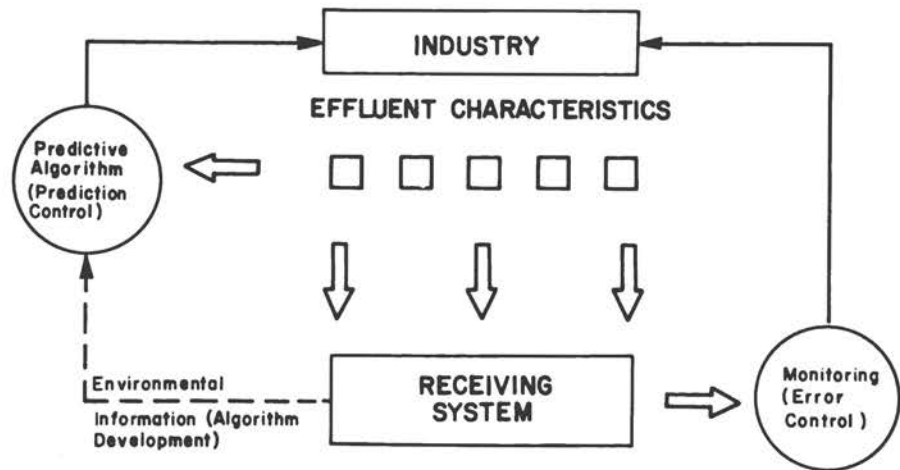 INDUSTRY
EFFLUENT CHARACTERISTICS
Predictive
Algorithm
(Prediction
Control)
Environmental
Information (Algorithm
Development)
RECEIVING
SYSTEM
Monitoring
(Error
Control)